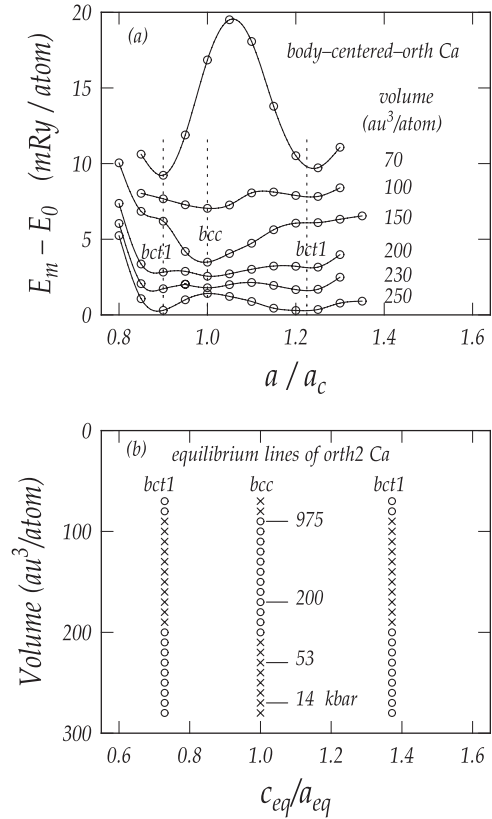 (a)
body–centered–orth Ca
volume
(au³/atom)
70
100
150
200
230
250
bct1
bcc
bct1
20
15
10
5
0
E_m – E_0 (mRy / atom)
0.8 1.0 1.2 1.4 1.6
a / a_c
(b)
equilibrium lines of orth2 Ca
bct1 bcc bct1
975
200
53
14 kbar
0
100
200
300
Volume (au³/atom)
0.6 0.8 1.0 1.2 1.4 1.6
c_eq/a_eq